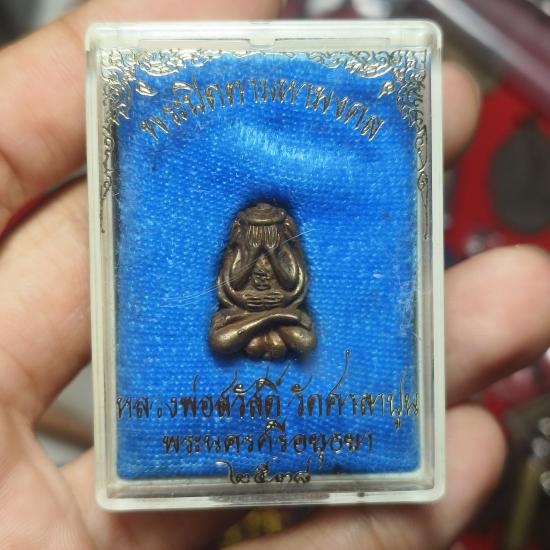 พระปิดตามหามงคล
หลวงพ่อสวัสดิ์ วัดศาลาปูน
พระนครศรีอยุธยา
๒๕๓๘